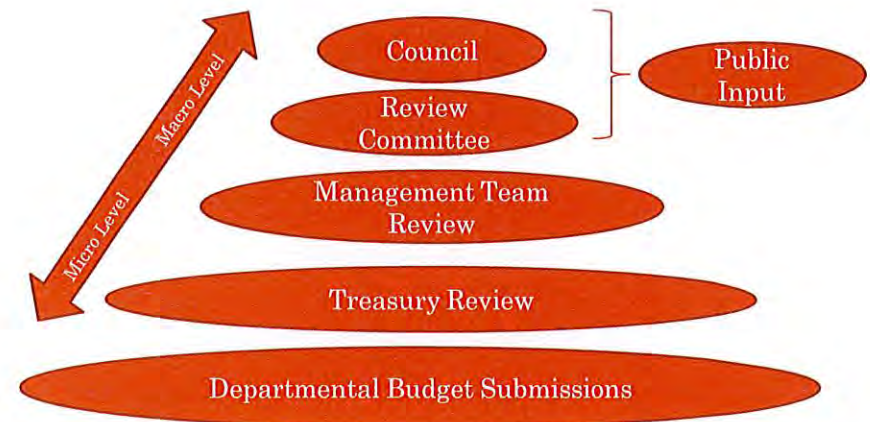 Council
Public
Input
Review
Committee
Macro Level
Management Team
Review
Micro Level
Treasury Review
Departmental Budget Submissions